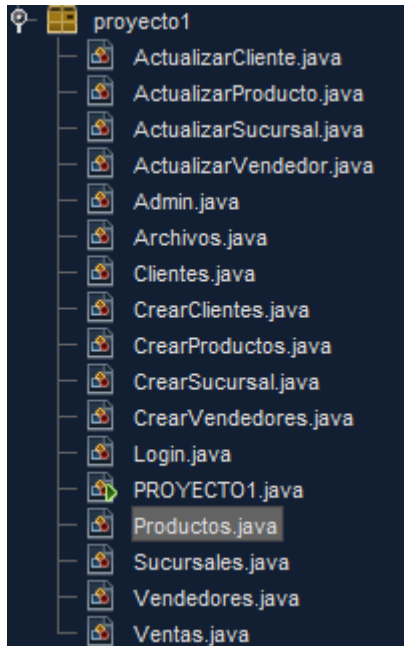 proyecto1
ActualizarCliente.java
ActualizarProducto.java
ActualizarSucursal.java
ActualizarVendedor.java
Admin.java
Archivos.java
Clientes.java
CrearClientes.java
CrearProductos.java
CrearSucursal.java
CrearVendedores.java
Login.java
PROYECTO1.java
Productos.java
Sucursales.java
Vendedores.java
Ventas.java